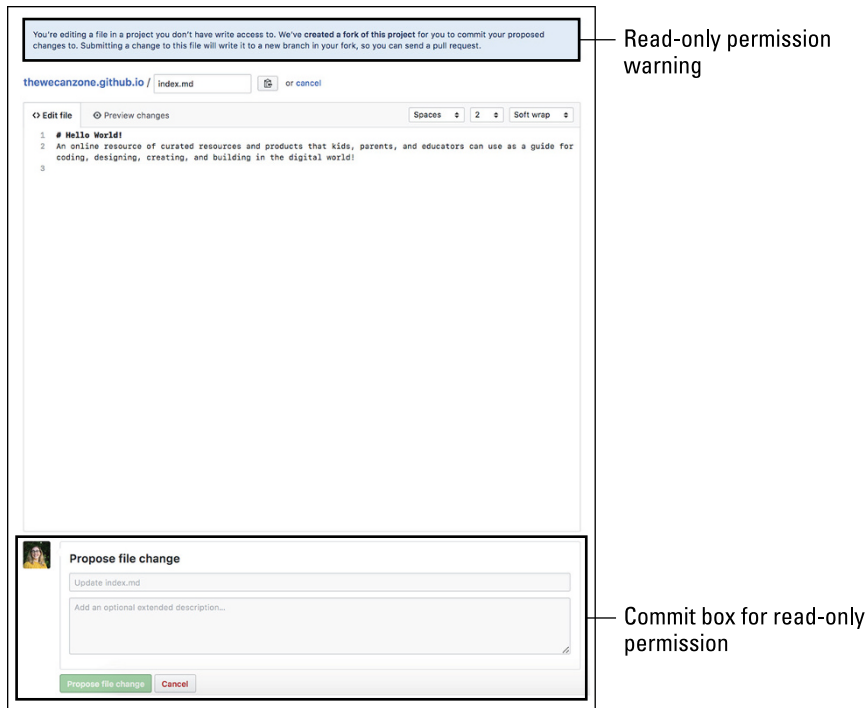 You're editing a file in a project you don't have write access to. We've created a fork of this project for you to commit your proposed
changes to. Submitting a change to this file will write it to a new branch in your fork, so you can send a pull request.
Read-only permission
warning
thewecanzone.github.io / index.md or cancel
<> Edit file Preview changes Spaces 2 Soft wrap
1 # Hello World!
2 An online resource of curated resources and products that kids, parents, and educators can use as a guide for
coding, designing, creating, and building in the digital world!
3
Propose file change
Update index.md
Add an optional extended description...
Commit box for read-only
permission
Propose file change Cancel